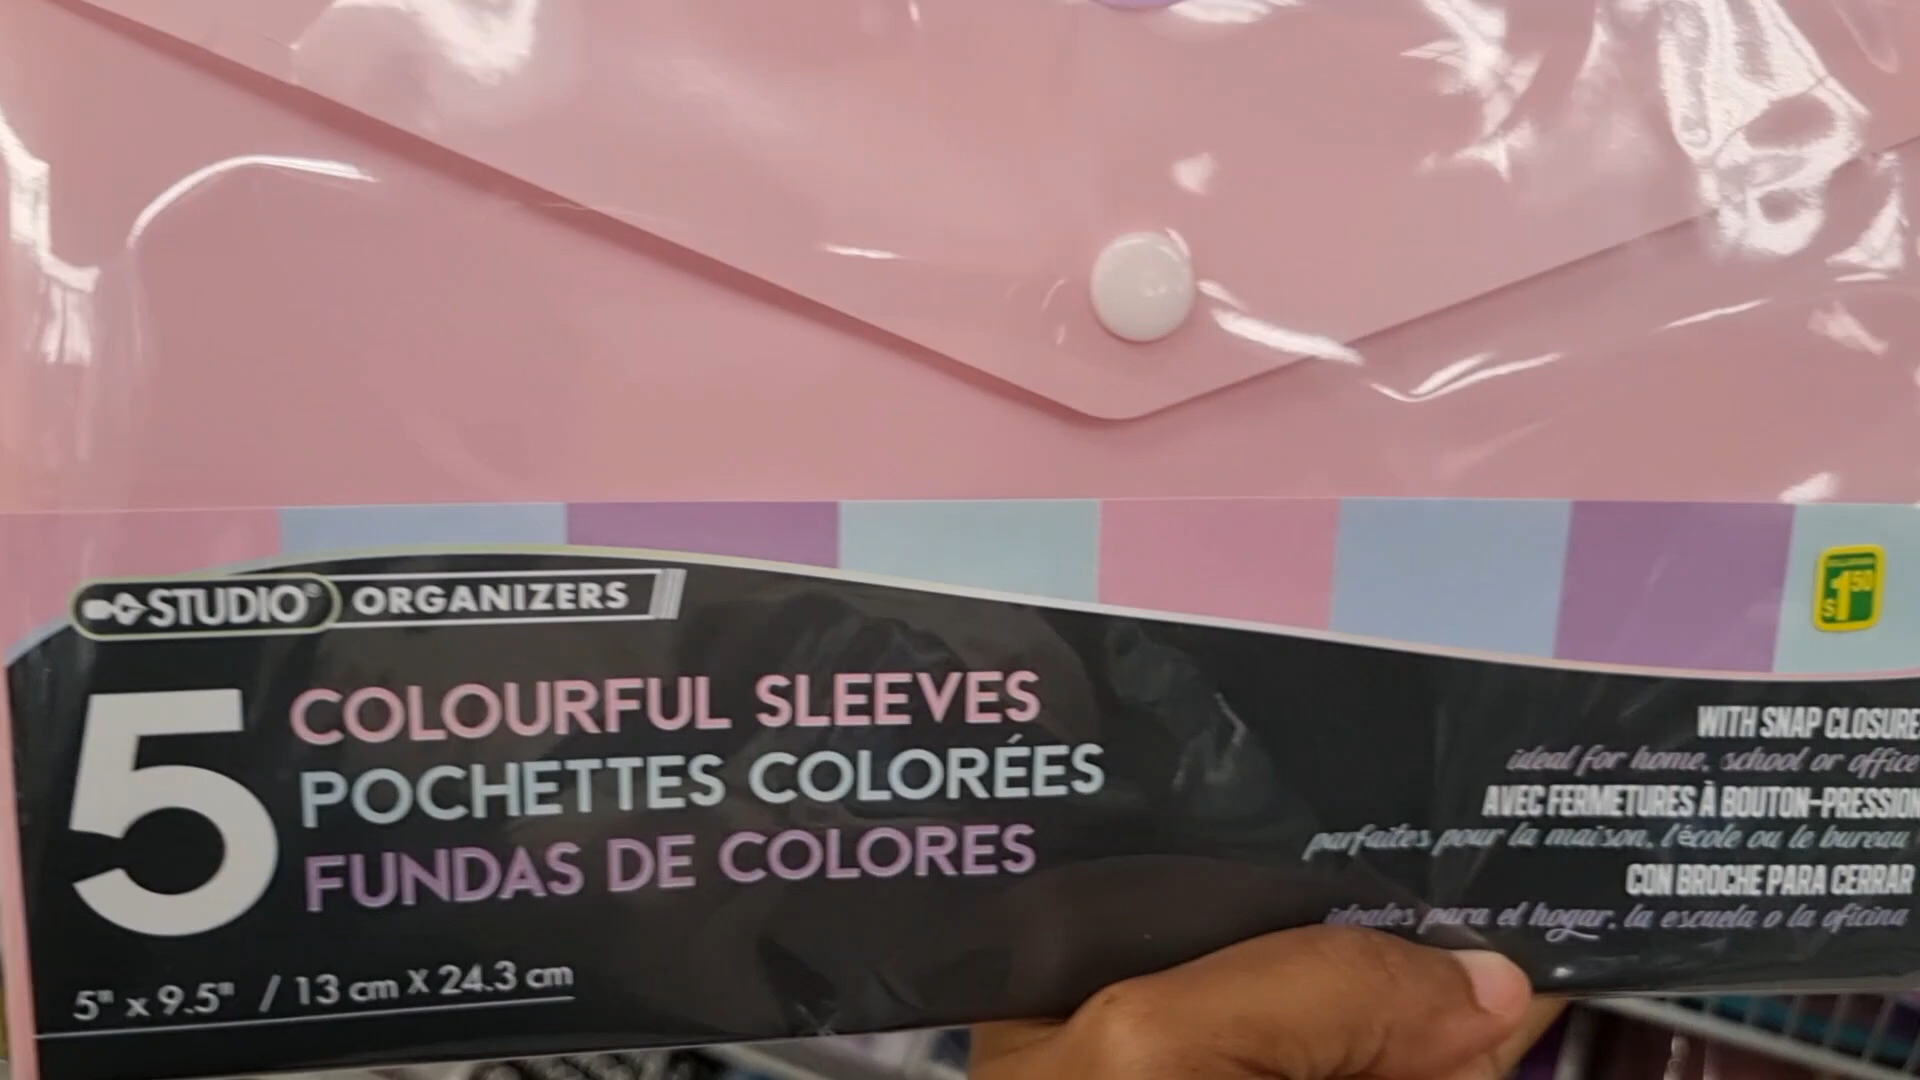 STUDIO® ORGANIZERS
5
COLOURFUL SLEEVES
POCHETTES COLORÉES
FUNDAS DE COLORES
5" x 9.5" / 13 cm X 24.3 cm
$1.50
WITH SNAP CLOSURE
ideal for home, school or office
AVEC FERMETURES À BOUTON-PRESSION
parfaites pour la maison, l'école ou le bureau
CON BROCHE PARA CERRAR
ideales para el hogar, la escuela o la oficina